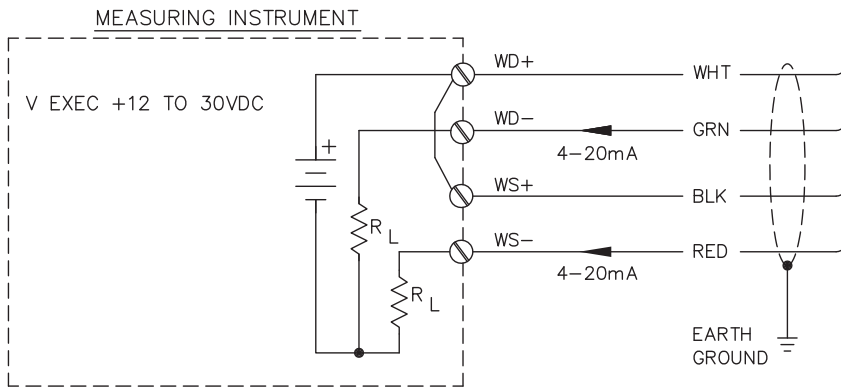 MEASURING INSTRUMENT
V EXEC +12 TO 30VDC
+
R L
R L
WD+
WHT
WD-
GRN
4-20mA
WS+
BLK
WS-
RED
4-20mA
EARTH
GROUND